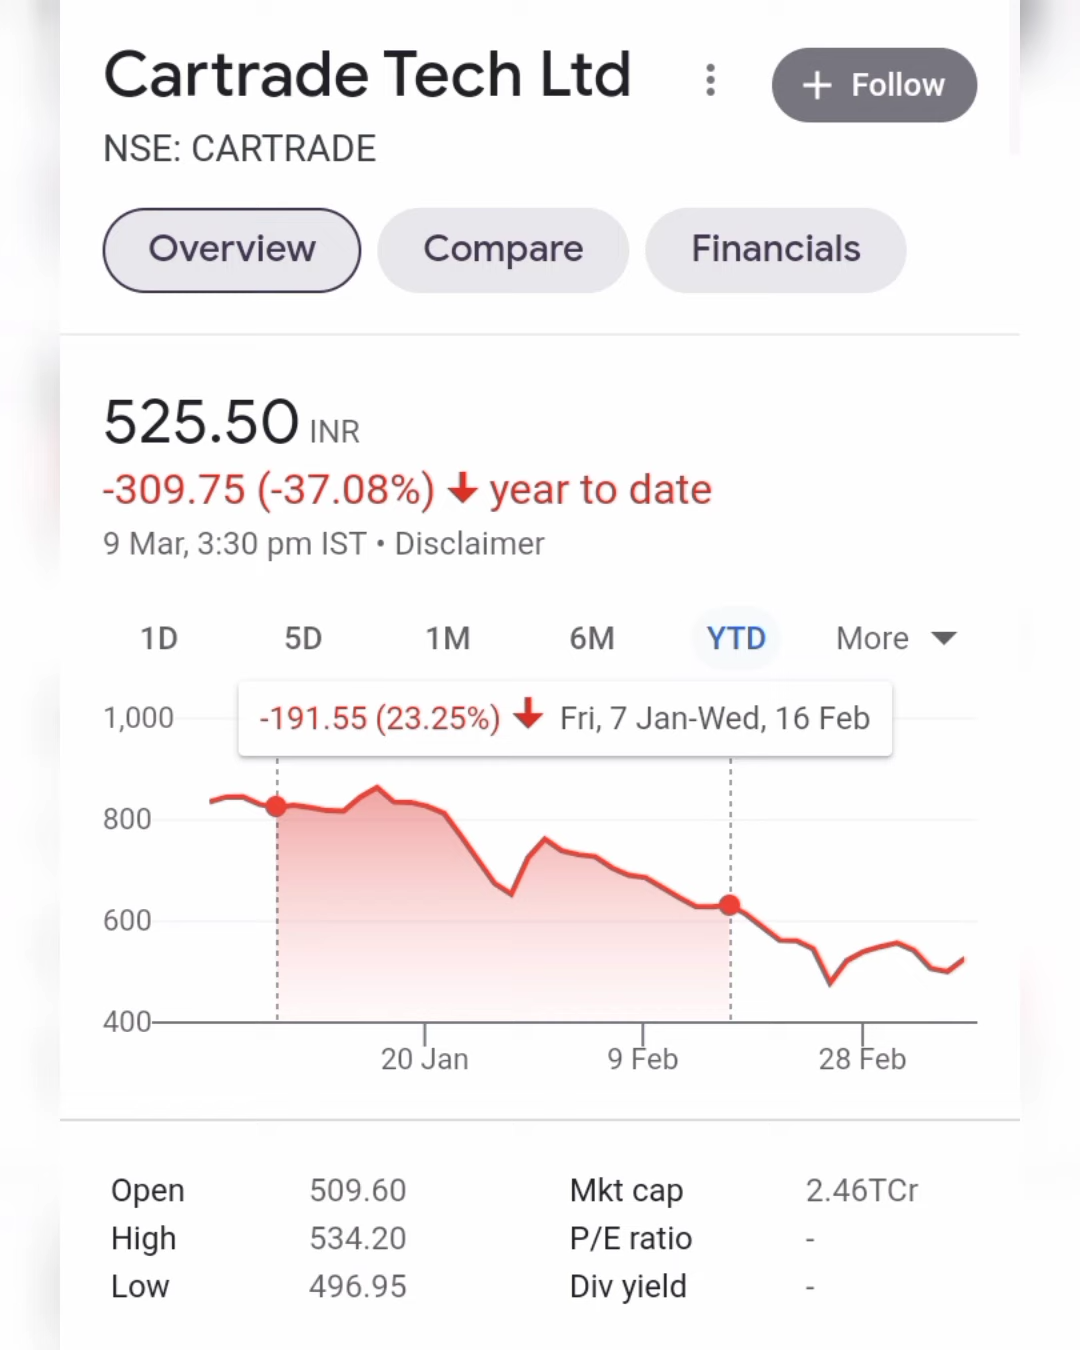 Cartrade Tech Ltd
+ Follow
NSE: CARTRADE
Overview Compare Financials
525.50 INR
-309.75 (-37.08%) ↓ year to date
9 Mar, 3:30 pm IST • Disclaimer
1D 5D 1M 6M YTD More
-191.55 (23.25%) ↓ Fri, 7 Jan-Wed, 16 Feb
1,000
800
600
400
20 Jan 9 Feb 28 Feb
Open 509.60 Mkt cap 2.46TCr
High 534.20 P/E ratio -
Low 496.95 Div yield -